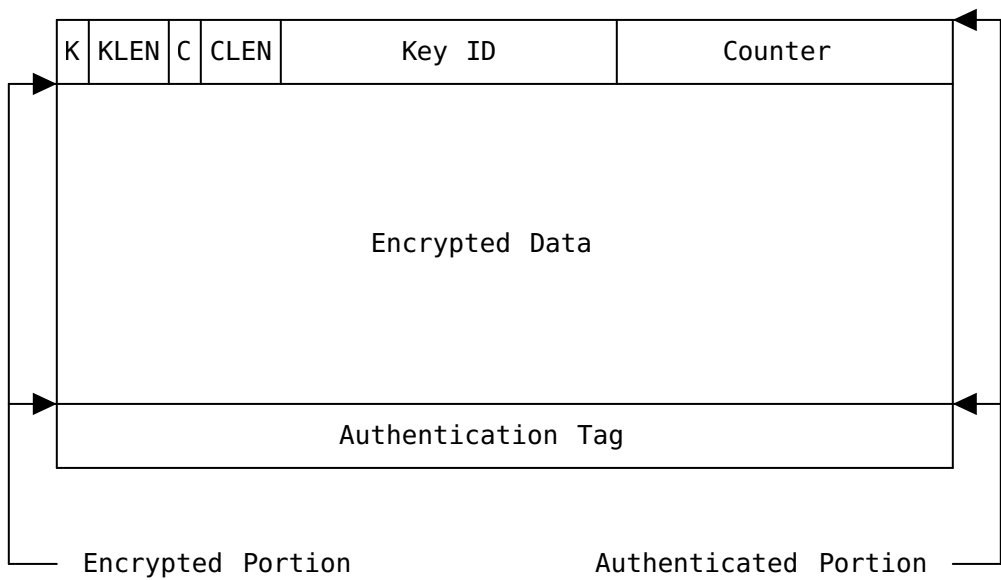 K KLEN C CLEN Key ID Counter
Encrypted Data
Authentication Tag
Encrypted Portion Authenticated Portion